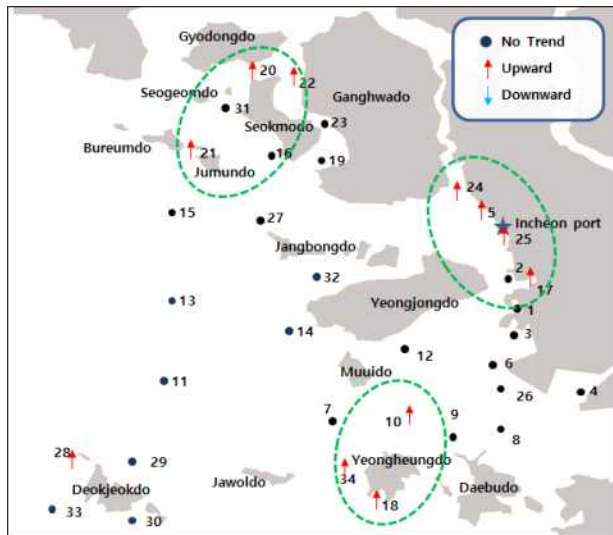 Gyodongdo
No Trend
Upward
Downward
20
22
Seogeomdo
Ganghwado
31
Seokmodo
23
Bureumdo
21
16
19
Jumundo
24
5
15
27
Incheon port
25
Jangbongdo
2
32
17
13
Yeongjongdo
1
14
3
12
Muuido
6
11
26
4
7
10
9
8
28
29
Yeongheungdo
34
Deokjeokdo
Jawoldo
Daebudo
18
33
30